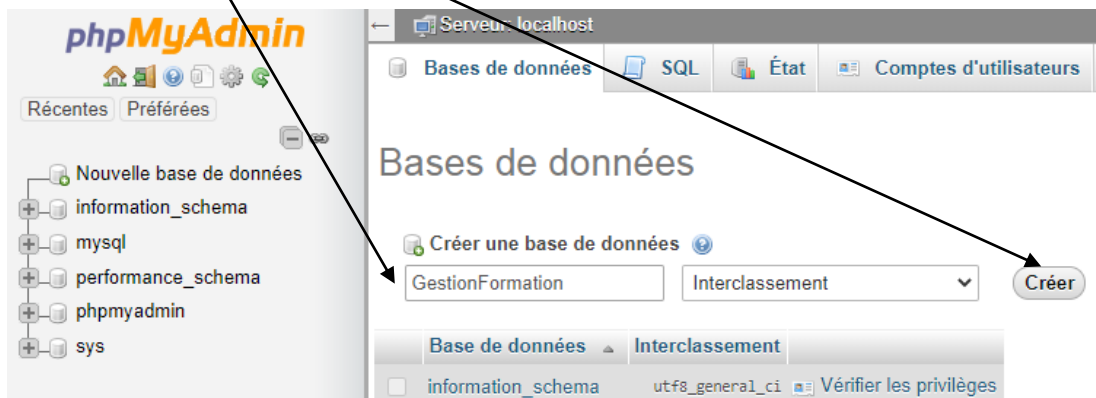 phpMyAdmin
Récentes Préférées
Nouvelle base de données
information_schema
mysql
performance_schema
phpmyadmin
sys
Serveur: localhost
Bases de données SQL État Comptes d'utilisateurs
Bases de données
Créer une base de données
GestionFormation Interclassement Créer
Base de données Interclassement
information_schema utf8_general_ci Vérifier les privilèges